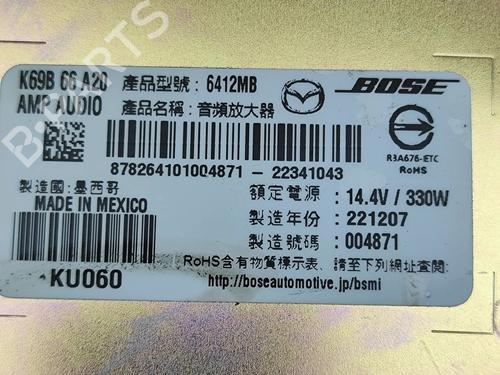 K69B 66 A20
產品型號: 6412MB
BOSE
AMP AUDIO
產品名稱: 音頻放大器
R3A676-ETC
RoHS
878264101004871 - 22341043
製造國: 墨西哥
MADE IN MEXICO
額定電源 : 14.4V / 330W
製造年份 : 221207
製造號碼 : 004871
KU060
RoHS含有物質標示表、請至下列網址查閱:
http://boseautomotive.jp/bsmi
B-PARTS